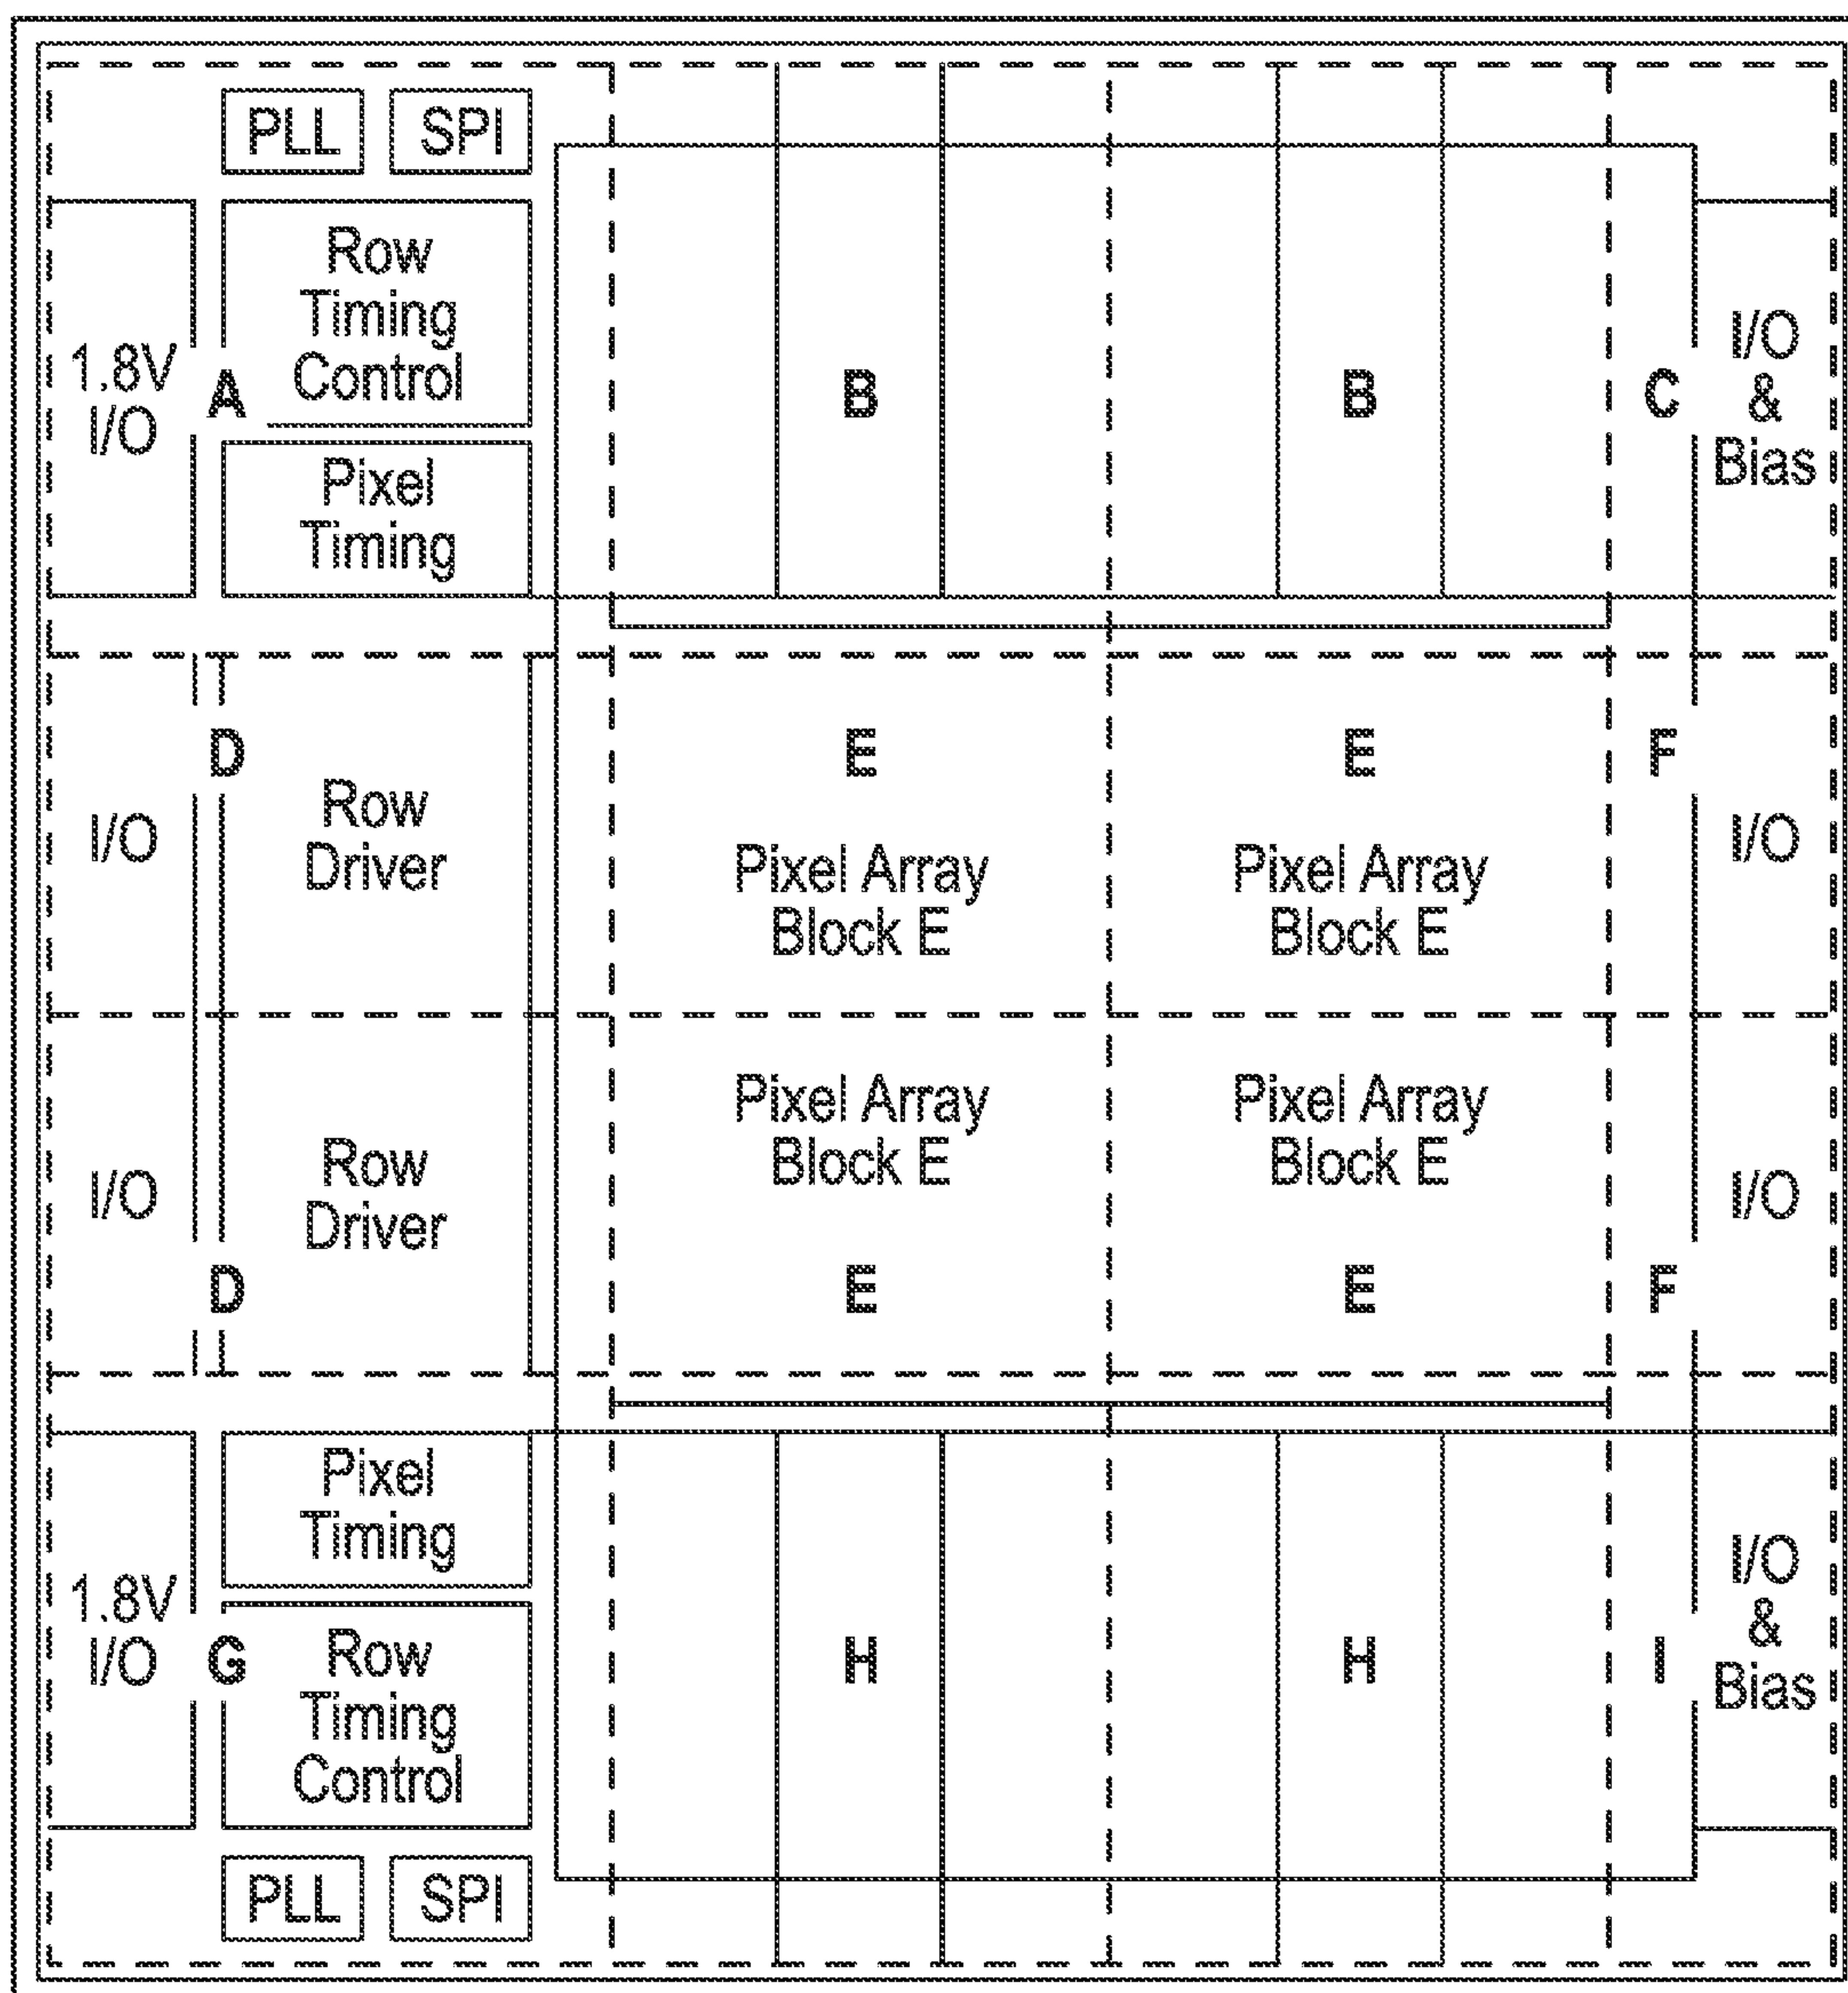 PLL
SPI
Row
Timing
Control
1.8V
I/O
A
Pixel
Timing
B
B
C
I/O
&
Bias
D
E
E
F
I/O
Row
Driver
Pixel Array
Block E
Pixel Array
Block E
I/O
I/O
Row
Driver
Pixel Array
Block E
Pixel Array
Block E
I/O
D
E
E
F
Pixel
Timing
1.8V
I/O
G
Row
Timing
Control
H
H
I
I/O
&
Bias
PLL
SPI